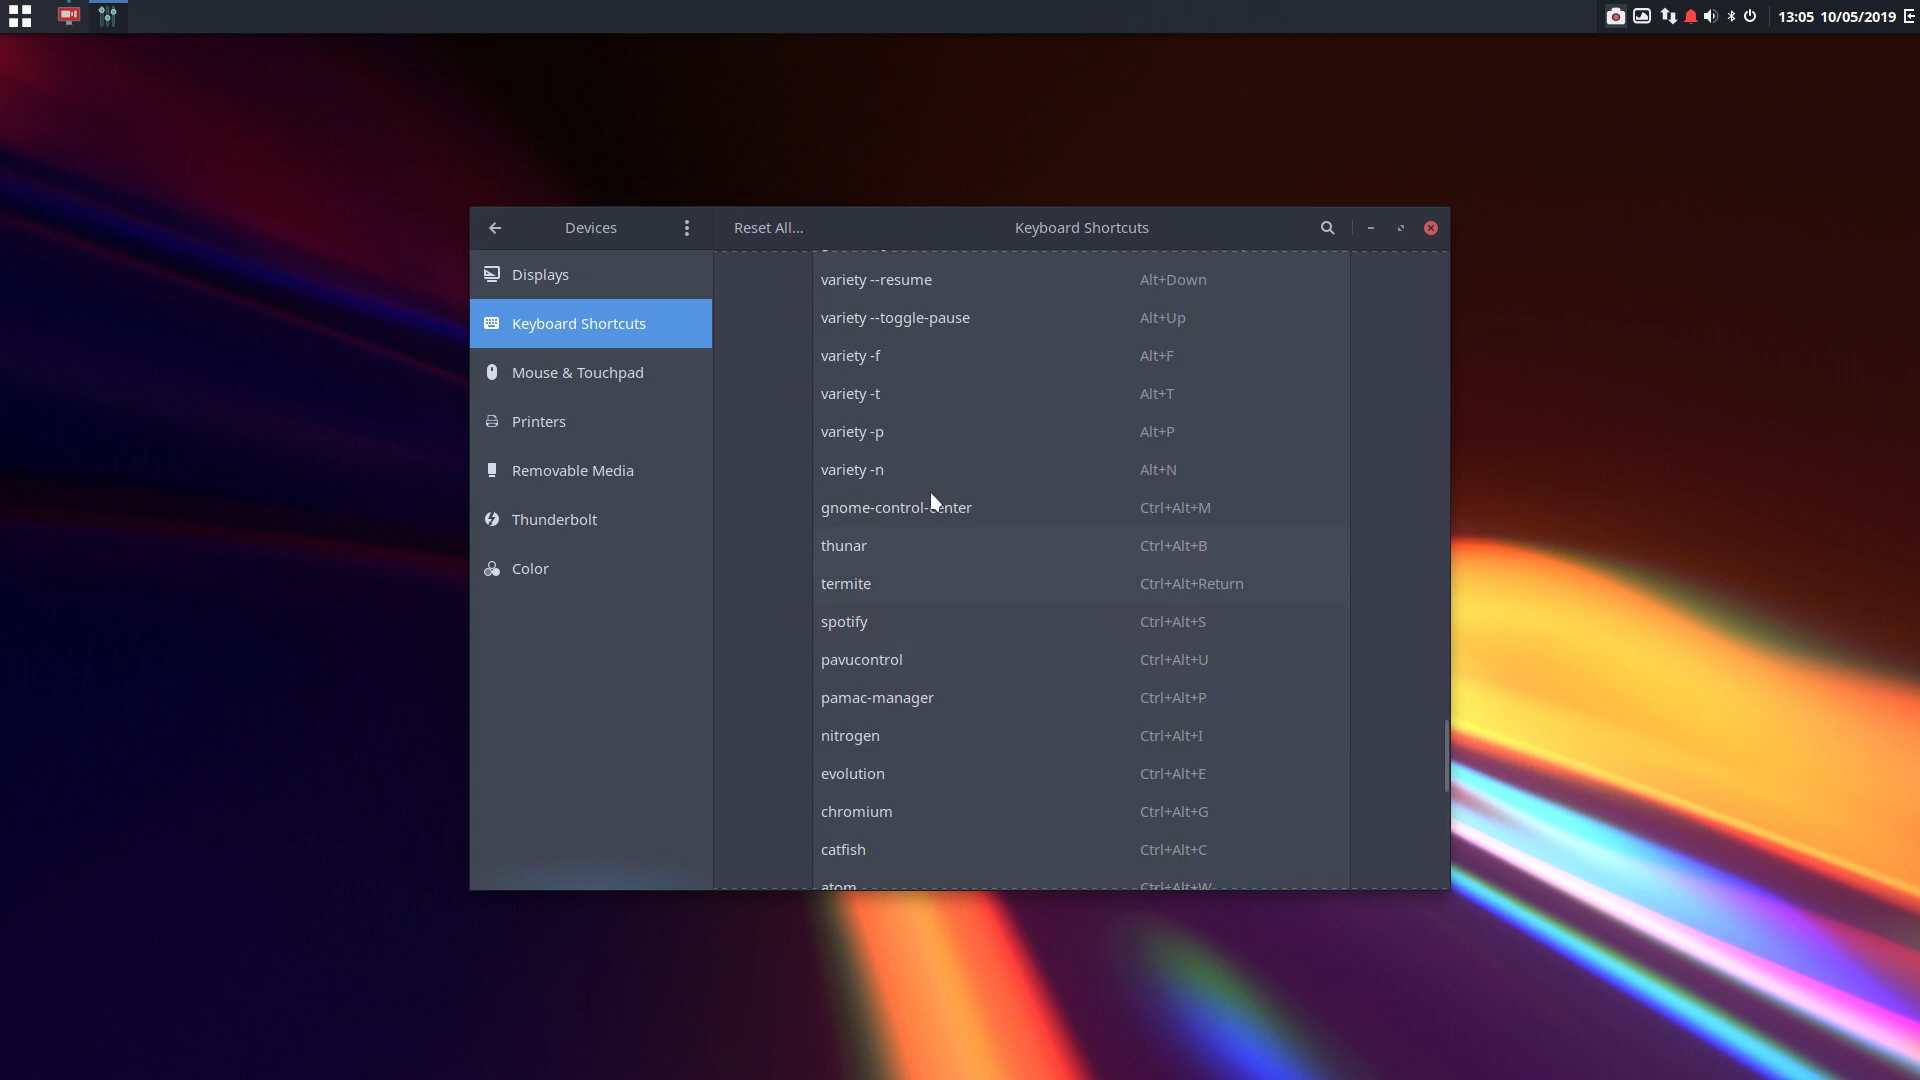 13:05 10/05/2019
Devices
Reset All...
Keyboard Shortcuts
Displays
Keyboard Shortcuts
Mouse & Touchpad
Printers
Removable Media
Thunderbolt
Color
variety --resume Alt+Down
variety --toggle-pause Alt+Up
variety -f Alt+F
variety -t Alt+T
variety -p Alt+P
variety -n Alt+N
gnome-control-center Ctrl+Alt+M
thunar Ctrl+Alt+B
termite Ctrl+Alt+Return
spotify Ctrl+Alt+S
pavucontrol Ctrl+Alt+U
pamac-manager Ctrl+Alt+P
nitrogen Ctrl+Alt+I
evolution Ctrl+Alt+E
chromium Ctrl+Alt+G
catfish Ctrl+Alt+C
atom Ctrl+Alt+W